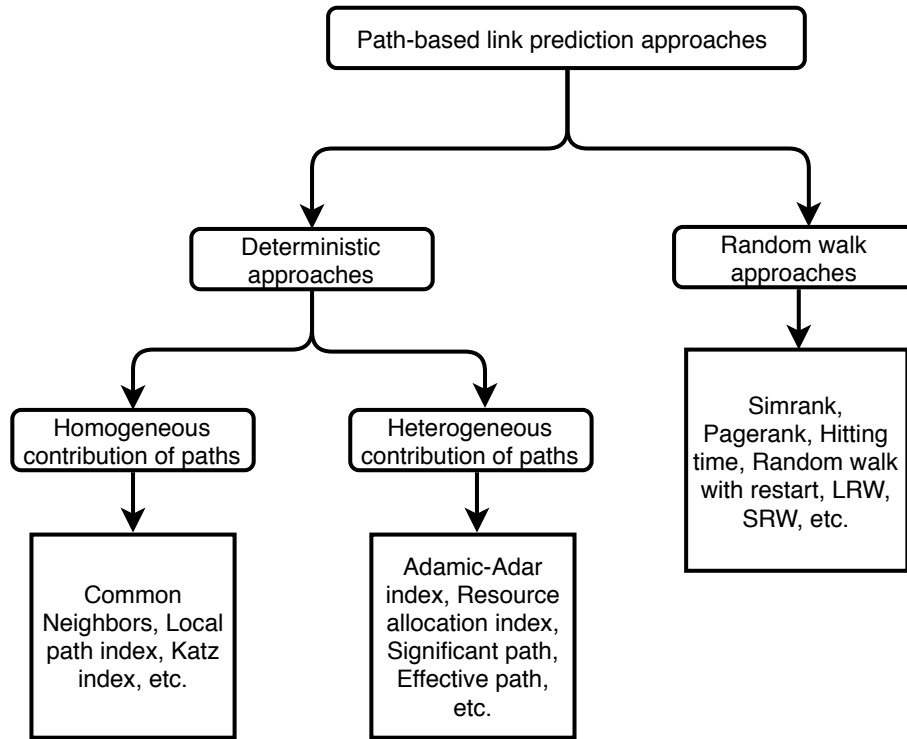 Path-based link prediction approaches
Deterministic
approaches
Random walk
approaches
Homogeneous
contribution of paths
Heterogeneous
contribution of paths
Simrank,
Pagerank, Hitting
time, Random walk
with restart, LRW,
SRW, etc.
Common
Neighbors, Local
path index, Katz
index, etc.
Adamic-Adar
index, Resource
allocation index,
Significant path,
Effective path,
etc.